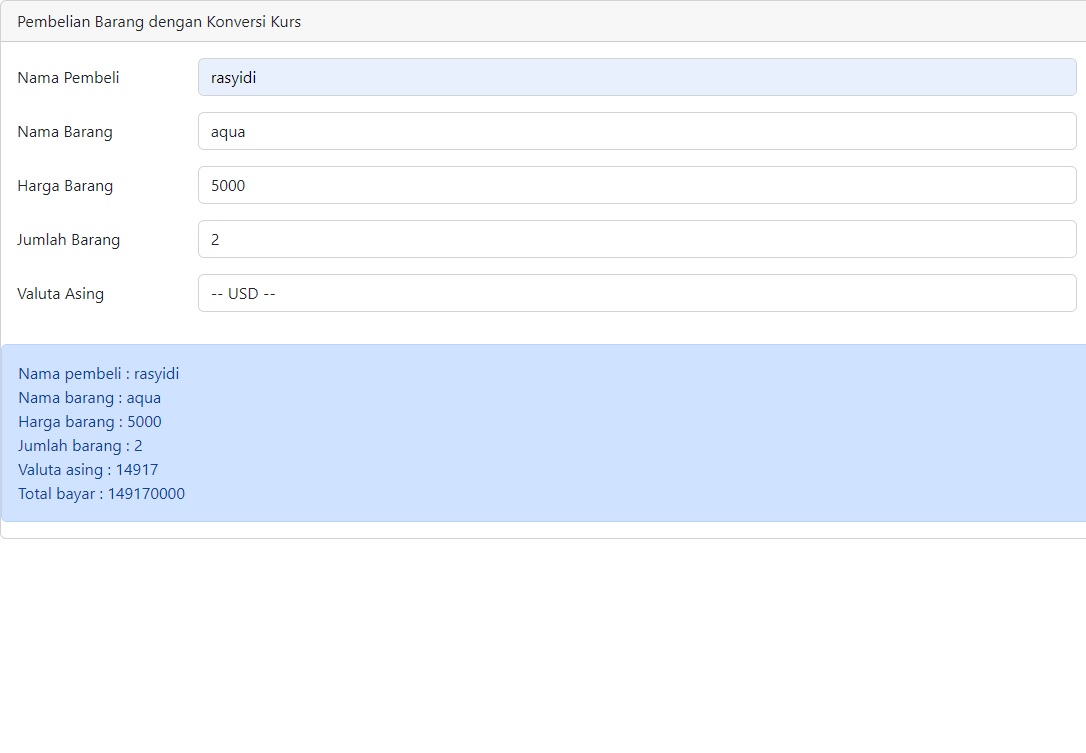 Pembelian Barang dengan Konversi Kurs
Nama Pembeli rasyidi
Nama Barang aqua
Harga Barang 5000
Jumlah Barang 2
Valuta Asing -- USD --
Nama pembeli : rasyidi
Nama barang : aqua
Harga barang : 5000
Jumlah barang : 2
Valuta asing : 14917
Total bayar : 149170000